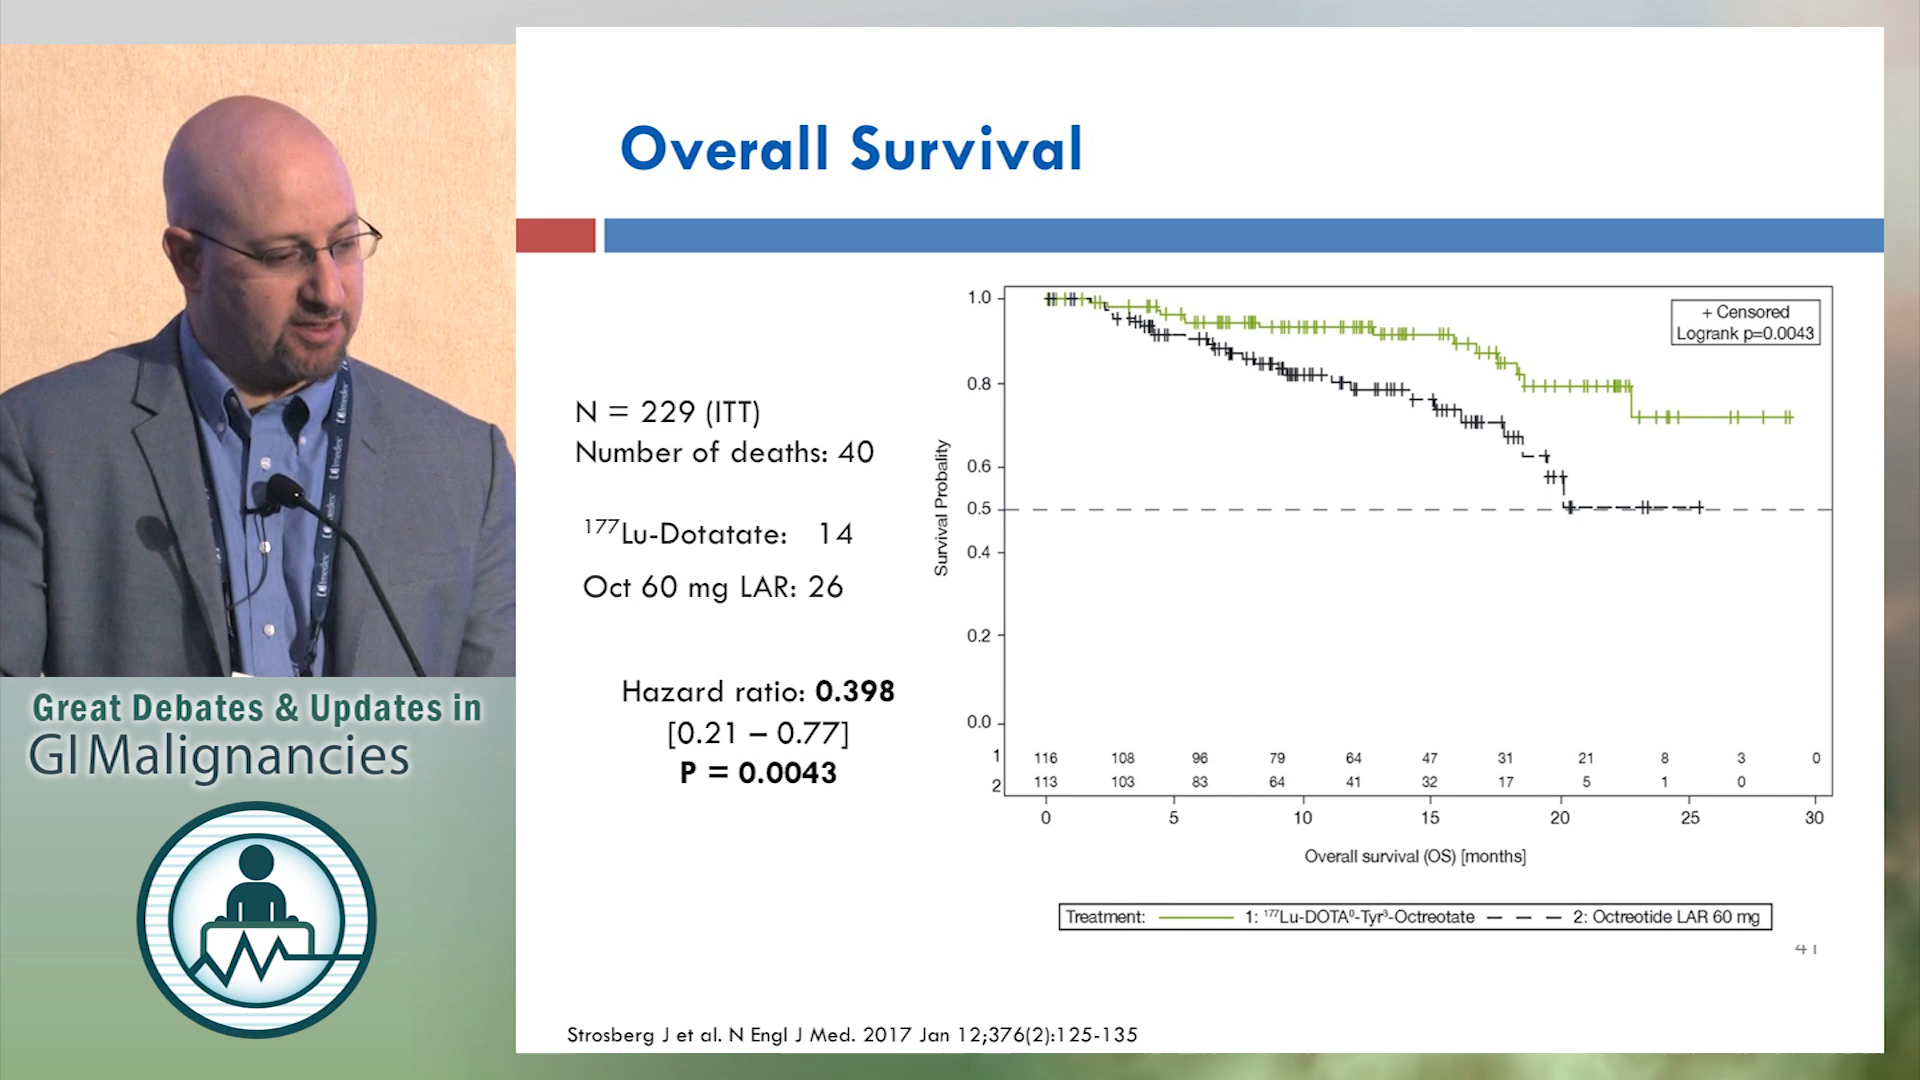 Overall Survival
N = 229 (ITT)
Number of deaths: 40
¹⁷⁷Lu-Dotatate: 14
Oct 60 mg LAR: 26
Hazard ratio: 0.398
[0.21 – 0.77]
P = 0.0043
+ Censored
Logrank p=0.0043
Survival Probality
1.0
0.8
0.6
0.5
0.4
0.2
0.0
1 116 108 96 79 64 47 31 21 8 3 0
2 113 103 83 64 41 32 17 5 1 0
0 5 10 15 20 25 30
Overall survival (OS) [months]
Treatment: 1: ¹⁷⁷Lu-DOTA⁰-Tyr³-Octreotate 2: Octreotide LAR 60 mg
Strosberg J et al. N Engl J Med. 2017 Jan 12;376(2):125-135
Great Debates & Updates in
GI Malignancies